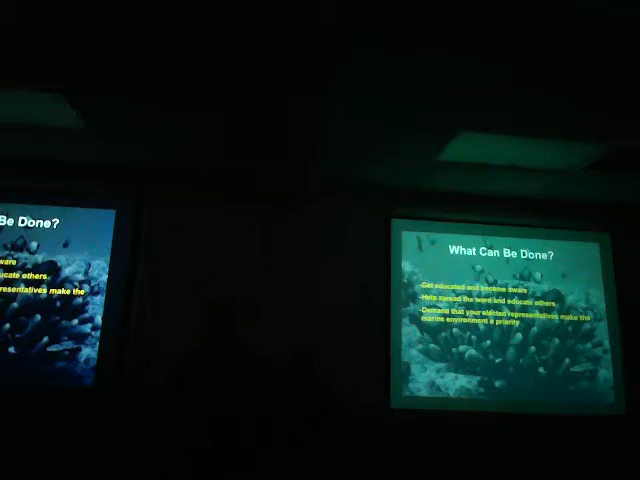 Be Done?
ware
ucate others
resentatives make the
What Can Be Done?
-Get educated and become aware
-Help spread the word and educate others
-Demand that your elected representatives make the
marine environment a priority